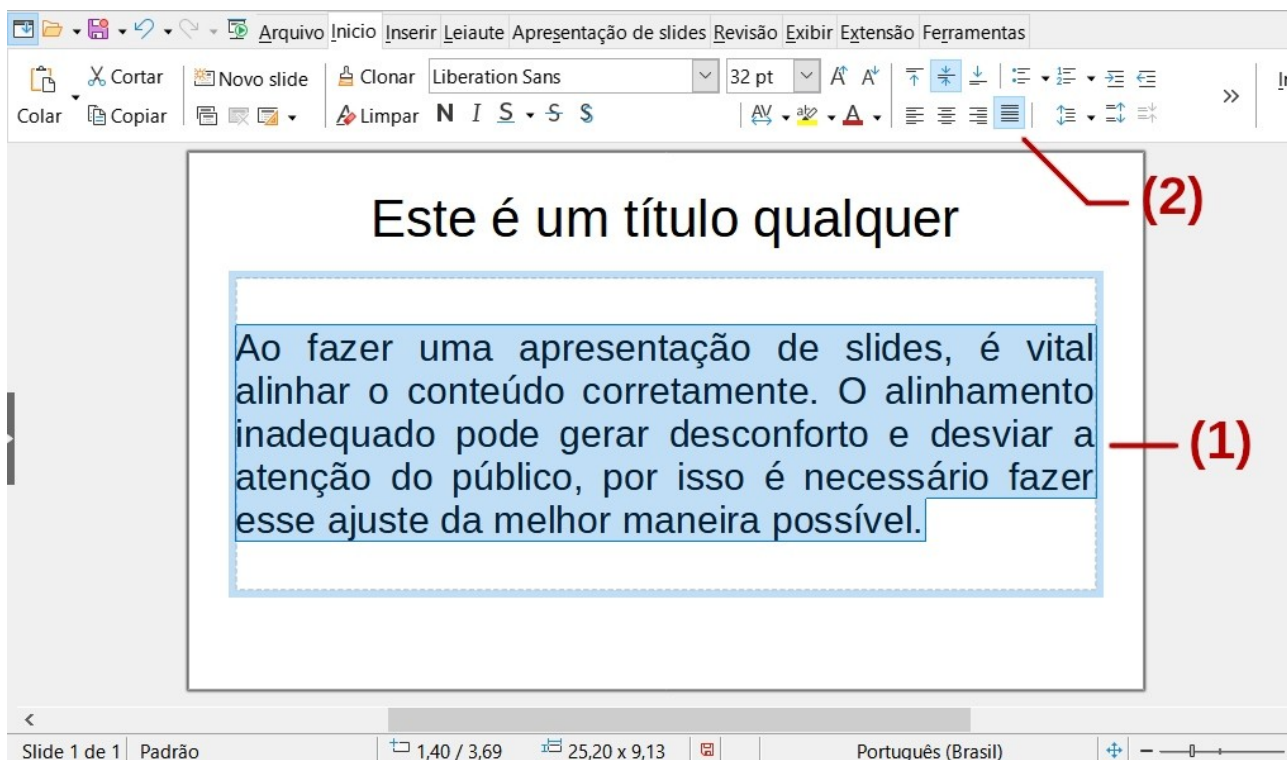 Arquivo Inicio Inserir Leiaute Apresentação de slides Revisão Exibir Extensão Ferramentas
Cortar Novo slide Clonar Liberation Sans 32 pt
Colar Copiar Limpar N I S S S AV ab A
(2)
Este é um título qualquer
Ao fazer uma apresentação de slides, é vital
alinhar o conteúdo corretamente. O alinhamento
inadequado pode gerar desconforto e desviar a
atenção do público, por isso é necessário fazer
esse ajuste da melhor maneira possível.
(1)
Slide 1 de 1 Padrão 1,40 / 3,69 25,20 x 9,13 Português (Brasil)